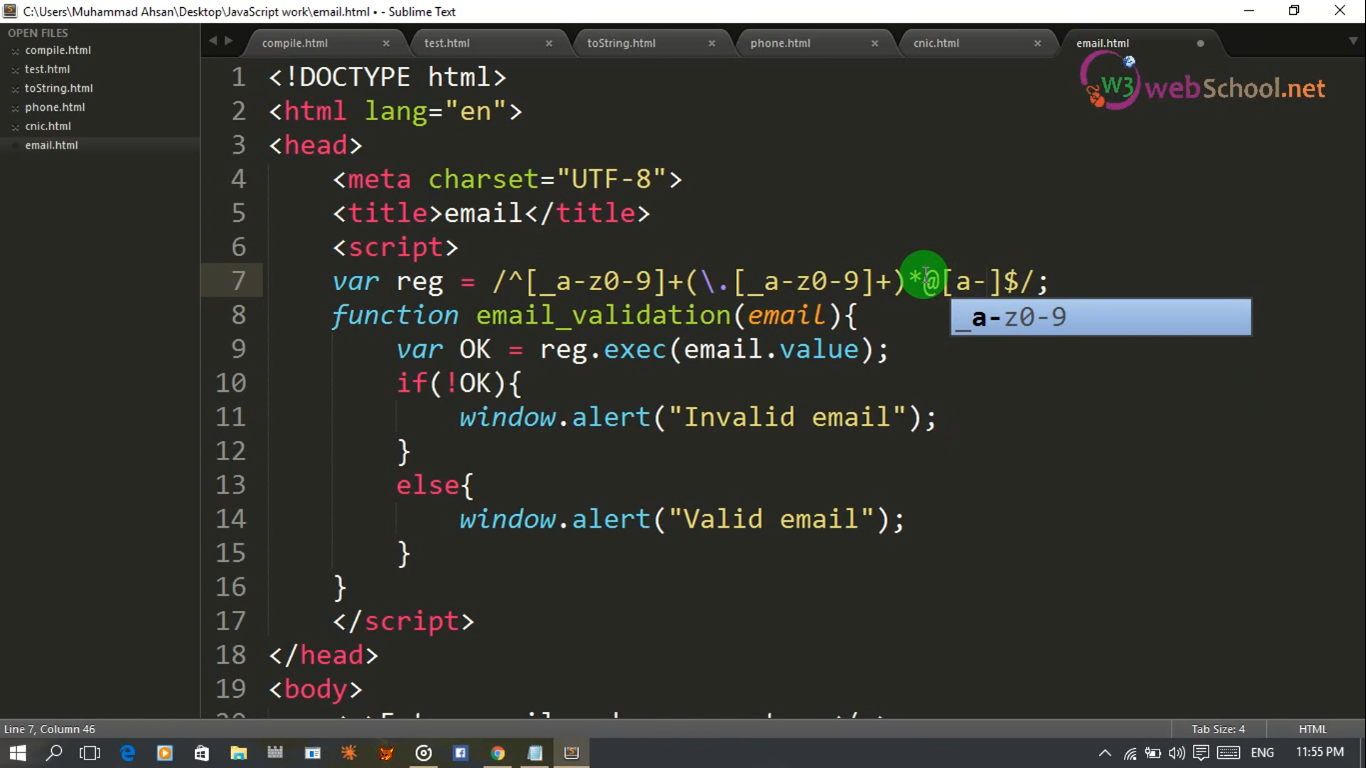 C:\Users\Muhammad Ahsan\Desktop\JavaScript work\email.html • - Sublime Text
OPEN FILES
compile.html
test.html
toString.html
phone.html
cnic.html
email.html
compile.html
test.html
toString.html
phone.html
cnic.html
email.html
W3 webSchool.net
1 <!DOCTYPE html>
2 <html lang="en">
3 <head>
4 <meta charset="UTF-8">
5 <title>email</title>
6 <script>
7 var reg = /^[_a-z0-9]+(\.[_a-z0-9]+)*@[a-]$/;
_a-z0-9
8 function email_validation(email){
9 var OK = reg.exec(email.value);
10 if(!OK){
11 window.alert("Invalid email");
12 }
13 else{
14 window.alert("Valid email");
15 }
16 }
17 </script>
18 </head>
19 <body>
Line 7, Column 46
Tab Size: 4
HTML
ENG
11:55 PM